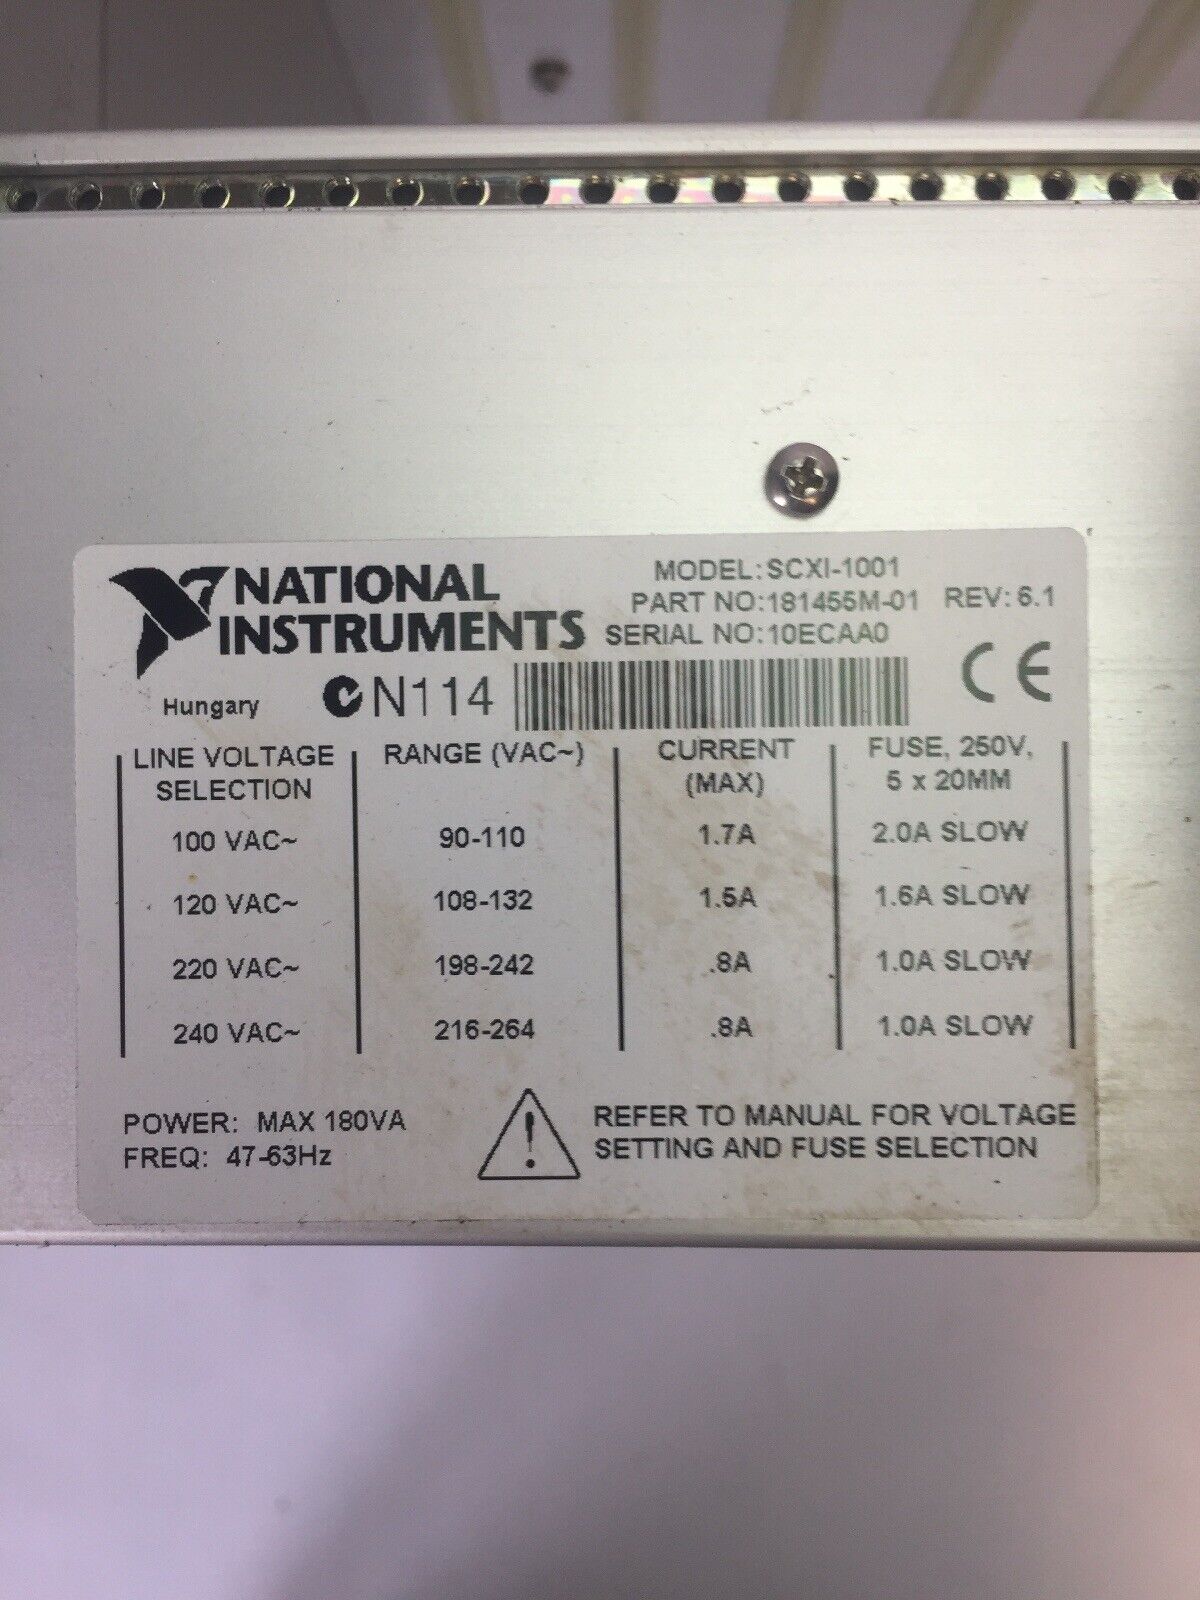 NATIONAL
INSTRUMENTS
MODEL: SCXI-1001
PART NO: 181455M-01 REV: 6.1
SERIAL NO: 10ECAA0
Hungary
N114
CE
LINE VOLTAGE
SELECTION
RANGE (VAC~)
CURRENT
(MAX)
FUSE, 250V,
5 x 20MM
100 VAC~ 90-110 1.7A 2.0A SLOW
120 VAC~ 108-132 1.5A 1.6A SLOW
220 VAC~ 198-242 .8A 1.0A SLOW
240 VAC~ 216-264 .8A 1.0A SLOW
POWER: MAX 180VA
FREQ: 47-63Hz
REFER TO MANUAL FOR VOLTAGE
SETTING AND FUSE SELECTION